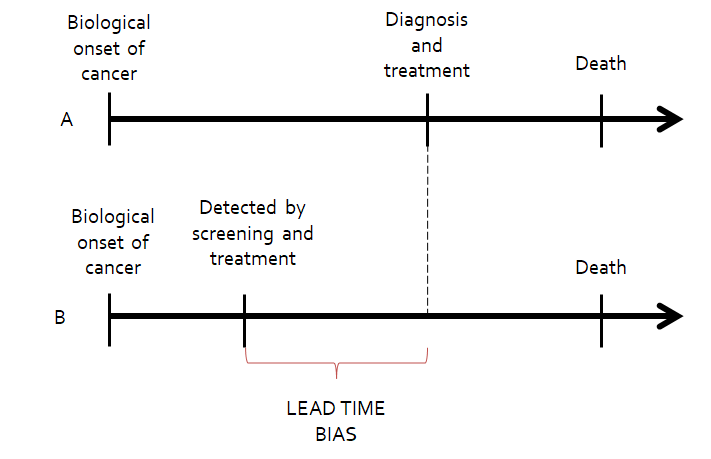 Biological
onset of
cancer
Diagnosis
and
treatment
Death
A
Biological
onset of
cancer
Detected by
screening and
treatment
Death
B
LEAD TIME
BIAS